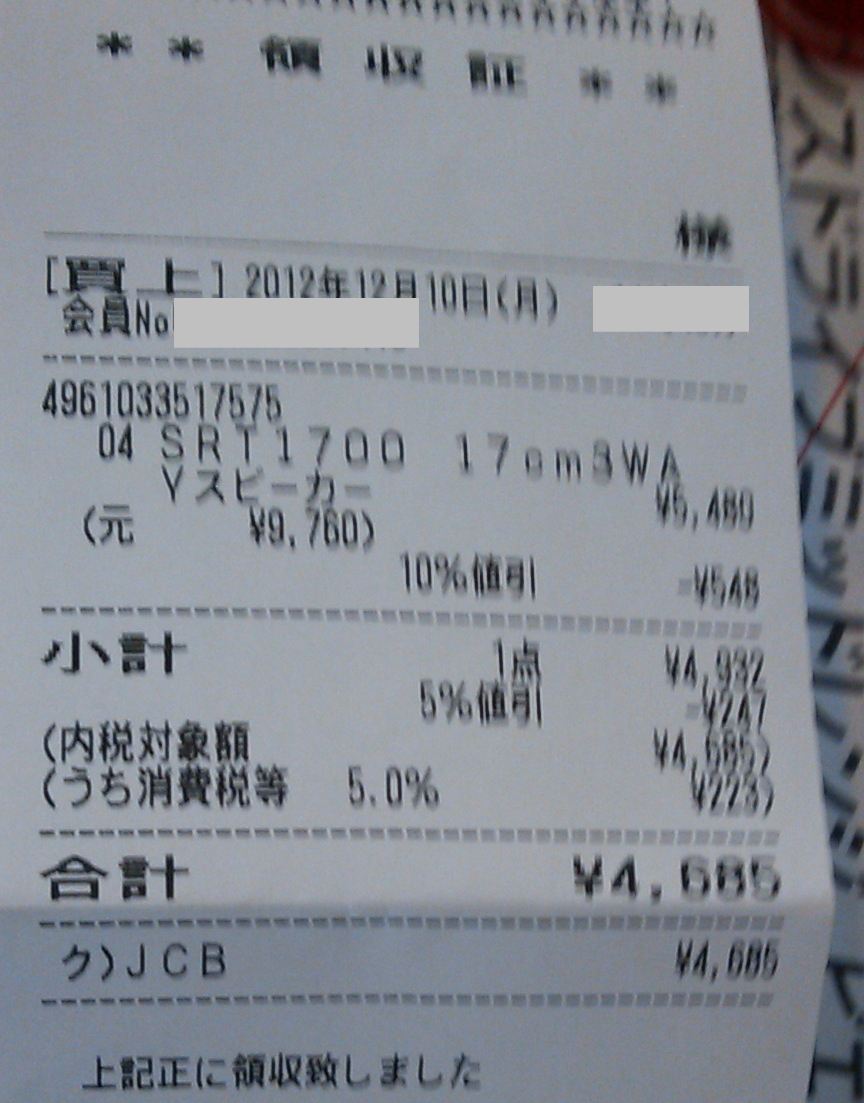 ＊ ＊ 領 収 証 ＊ ＊
様
[買上] 2012年12月10日(月)
会員No
4961033517575
04 SRT1700 17cm3WA
Yスピーカー ¥5,480
(元 ¥9,760)
10%値引 -¥548
小計 1点 ¥4,932
5%値引 -¥247
(内税対象額 ¥4,685)
(うち消費税等 5.0% ¥223)
合計 ¥4,685
ク)JCB ¥4,685
上記正に領収致しました